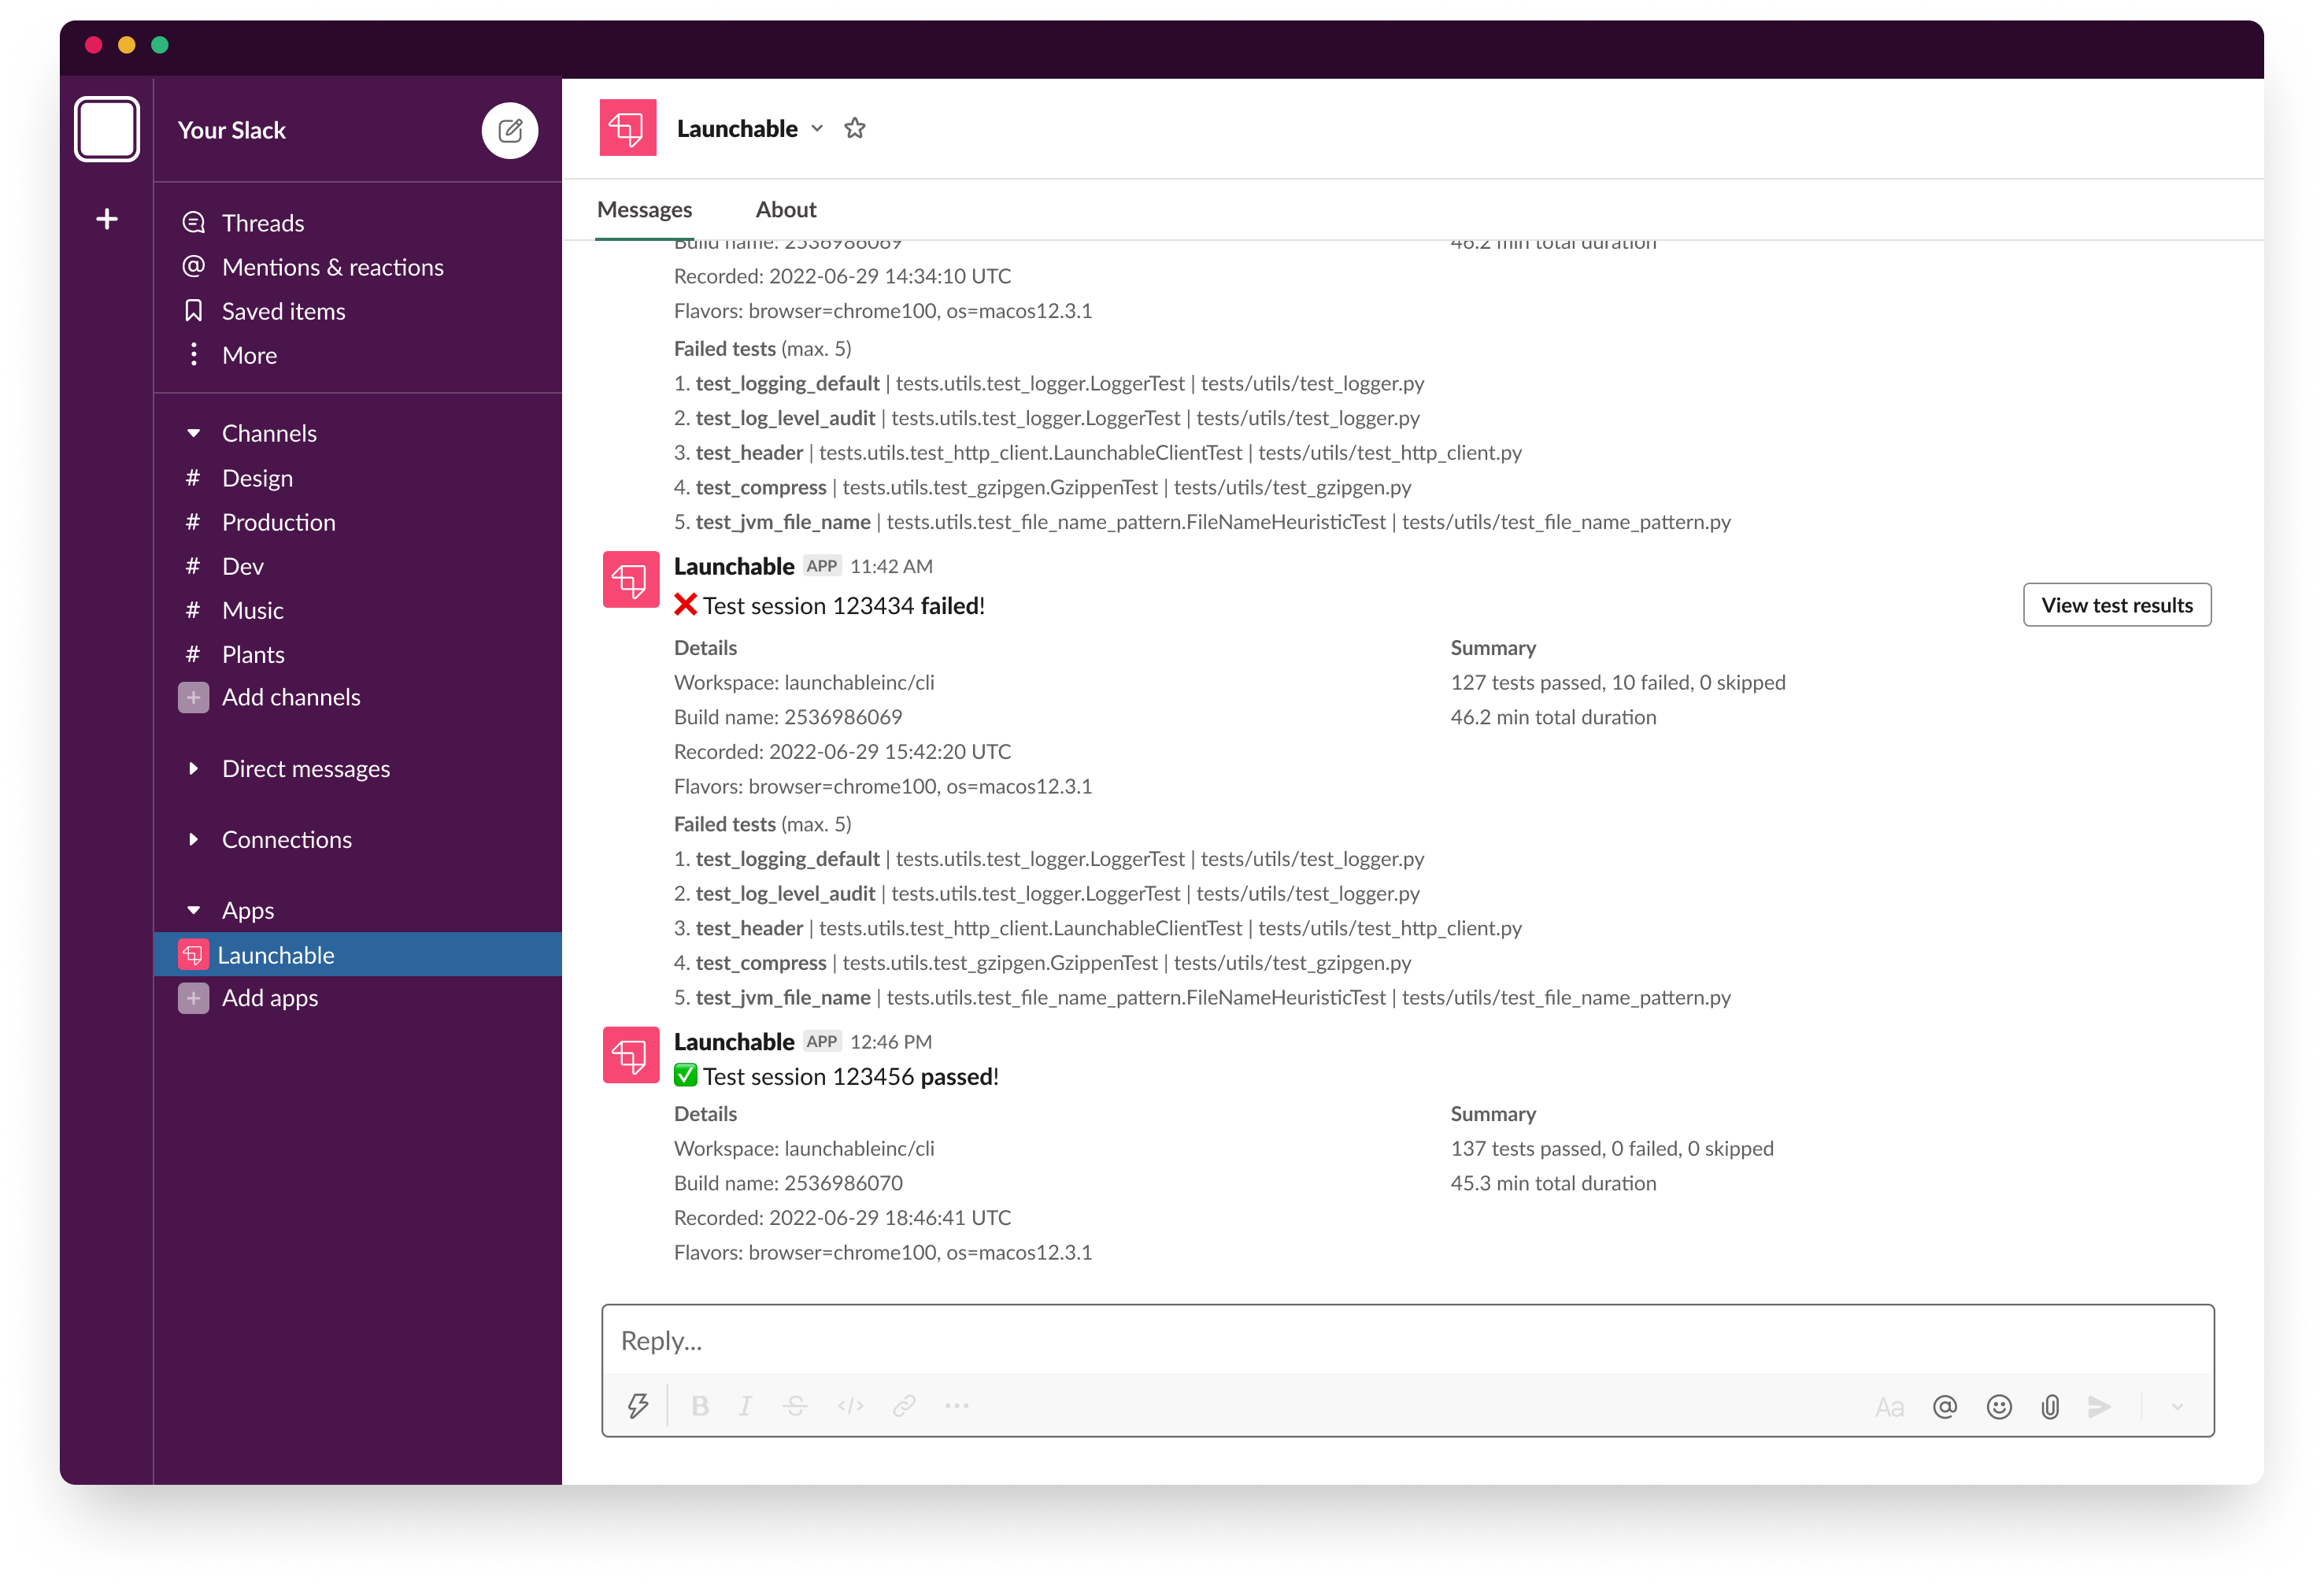 Your Slack
Threads
Mentions & reactions
Saved items
More
Channels
# Design
# Production
# Dev
# Music
# Plants
+ Add channels
Direct messages
Connections
Apps
Launchable
+ Add apps
Launchable
Messages About
Build name: 2536986069 46.2 min total duration
Recorded: 2022-06-29 14:34:10 UTC
Flavors: browser=chrome100, os=macos12.3.1
Failed tests (max. 5)
1. test_logging_default | tests.utils.test_logger.LoggerTest | tests/utils/test_logger.py
2. test_log_level_audit | tests.utils.test_logger.LoggerTest | tests/utils/test_logger.py
3. test_header | tests.utils.test_http_client.LaunchableClientTest | tests/utils/test_http_client.py
4. test_compress | tests.utils.test_gzipgen.GzippenTest | tests/utils/test_gzipgen.py
5. test_jvm_file_name | tests.utils.test_file_name_pattern.FileNameHeuristicTest | tests/utils/test_file_name_pattern.py
Launchable APP 11:42 AM
❌ Test session 123434 failed!
View test results
Details Summary
Workspace: launchableinc/cli 127 tests passed, 10 failed, 0 skipped
Build name: 2536986069 46.2 min total duration
Recorded: 2022-06-29 15:42:20 UTC
Flavors: browser=chrome100, os=macos12.3.1
Failed tests (max. 5)
1. test_logging_default | tests.utils.test_logger.LoggerTest | tests/utils/test_logger.py
2. test_log_level_audit | tests.utils.test_logger.LoggerTest | tests/utils/test_logger.py
3. test_header | tests.utils.test_http_client.LaunchableClientTest | tests/utils/test_http_client.py
4. test_compress | tests.utils.test_gzipgen.GzippenTest | tests/utils/test_gzipgen.py
5. test_jvm_file_name | tests.utils.test_file_name_pattern.FileNameHeuristicTest | tests/utils/test_file_name_pattern.py
Launchable APP 12:46 PM
✅ Test session 123456 passed!
Details Summary
Workspace: launchableinc/cli 137 tests passed, 0 failed, 0 skipped
Build name: 2536986070 45.3 min total duration
Recorded: 2022-06-29 18:46:41 UTC
Flavors: browser=chrome100, os=macos12.3.1
Reply...
B I S </> ... Aa @